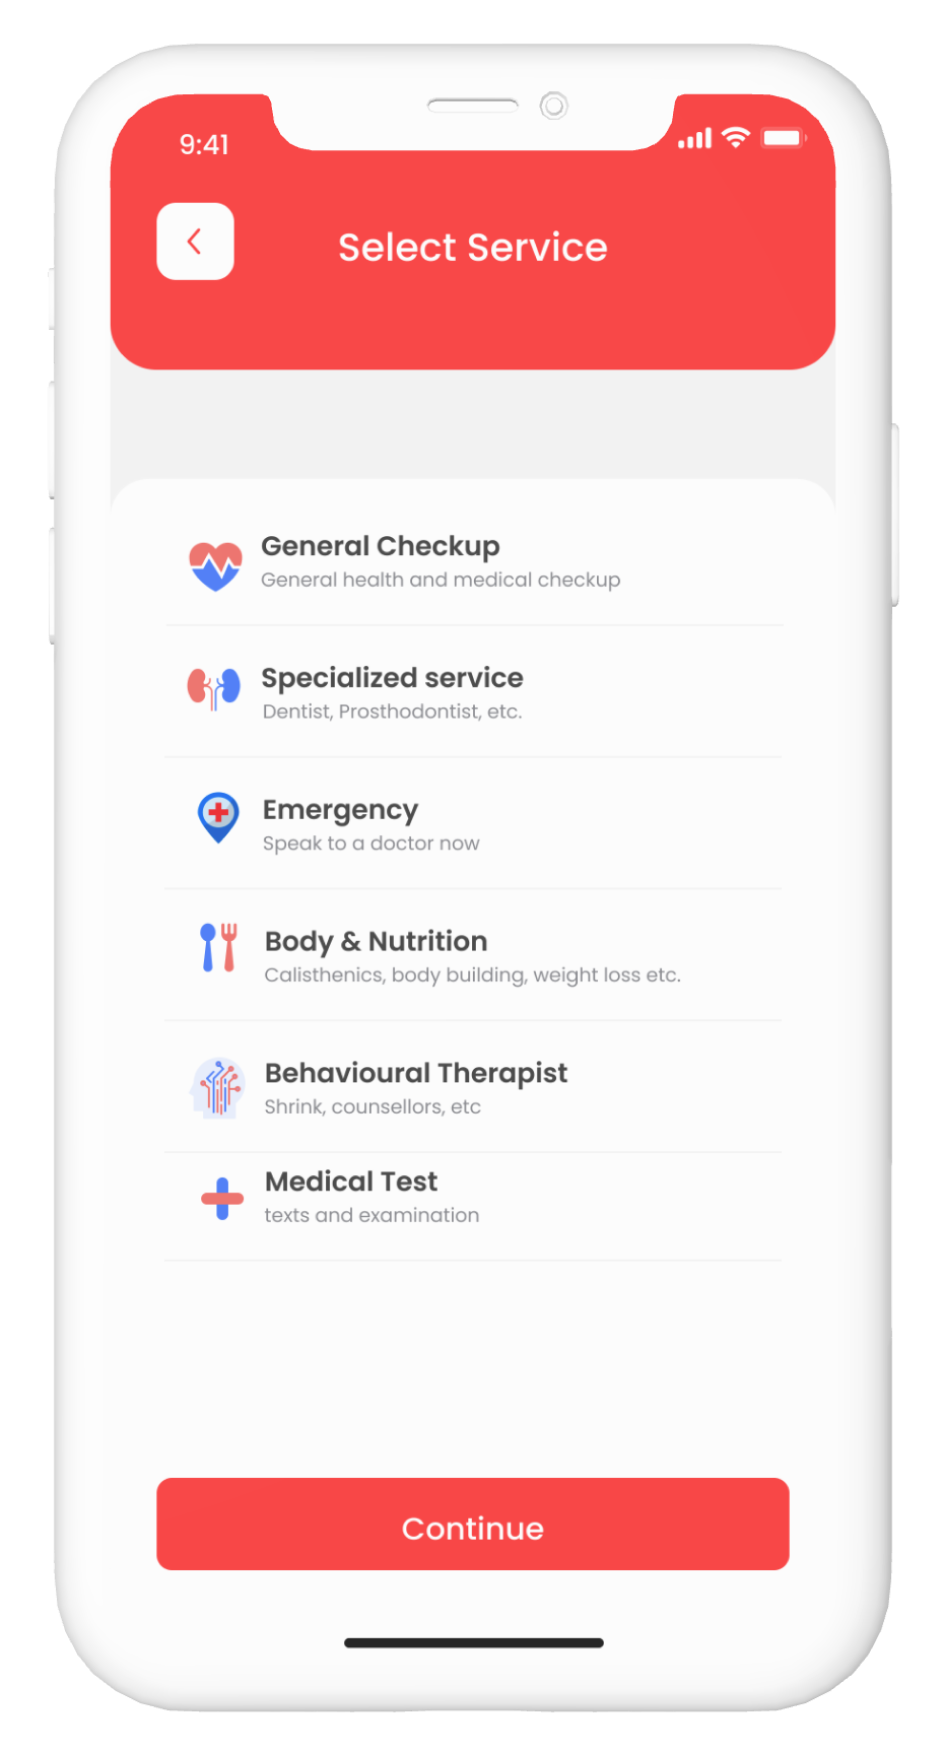 9:41
Select Service
General Checkup
General health and medical checkup
Specialized service
Dentist, Prosthodontist, etc.
Emergency
Speak to a doctor now
Body & Nutrition
Calisthenics, body building, weight loss etc.
Behavioural Therapist
Shrink, counsellors, etc
Medical Test
texts and examination
Continue